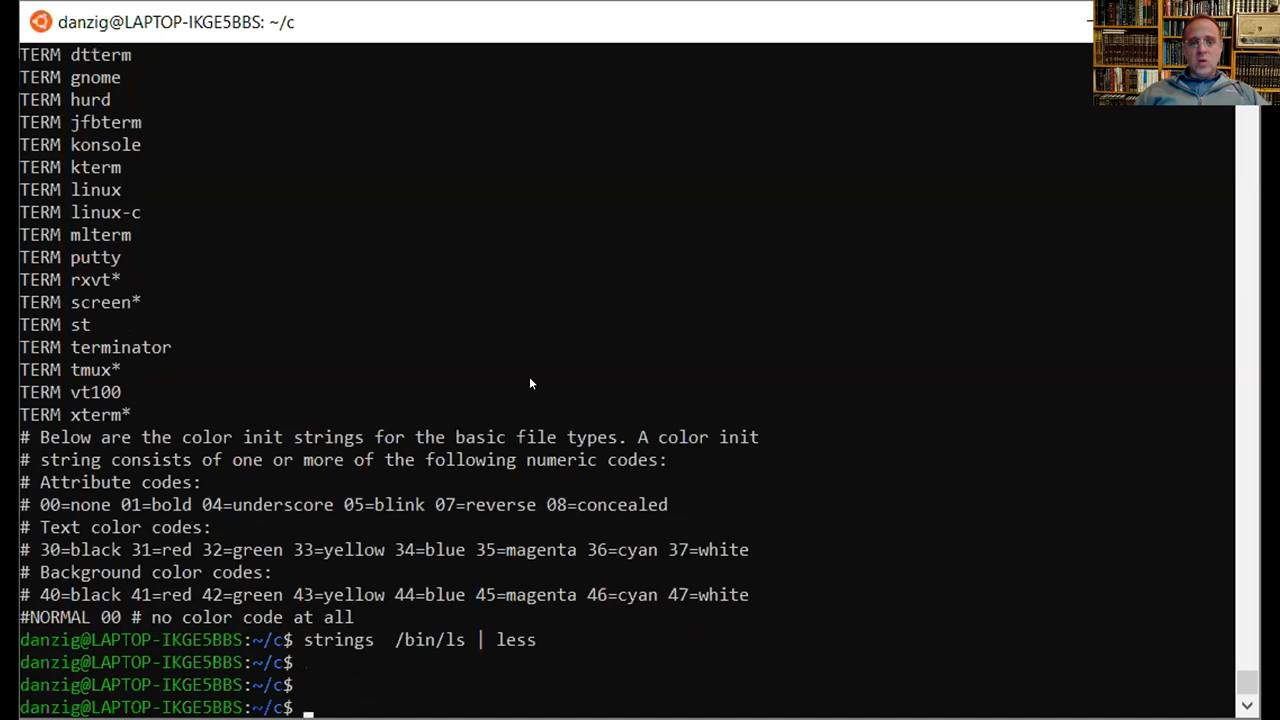 danzig@LAPTOP-IKGE5BBS: ~/c
TERM dtterm
TERM gnome
TERM hurd
TERM jfbterm
TERM konsole
TERM kterm
TERM linux
TERM linux-c
TERM mlterm
TERM putty
TERM rxvt*
TERM screen*
TERM st
TERM terminator
TERM tmux*
TERM vt100
TERM xterm*
# Below are the color init strings for the basic file types. A color init
# string consists of one or more of the following numeric codes:
# Attribute codes:
# 00=none 01=bold 04=underscore 05=blink 07=reverse 08=concealed
# Text color codes:
# 30=black 31=red 32=green 33=yellow 34=blue 35=magenta 36=cyan 37=white
# Background color codes:
# 40=black 41=red 42=green 43=yellow 44=blue 45=magenta 46=cyan 47=white
#NORMAL 00 # no color code at all
danzig@LAPTOP-IKGE5BBS:~/c$ strings  /bin/ls | less
danzig@LAPTOP-IKGE5BBS:~/c$
danzig@LAPTOP-IKGE5BBS:~/c$
danzig@LAPTOP-IKGE5BBS:~/c$